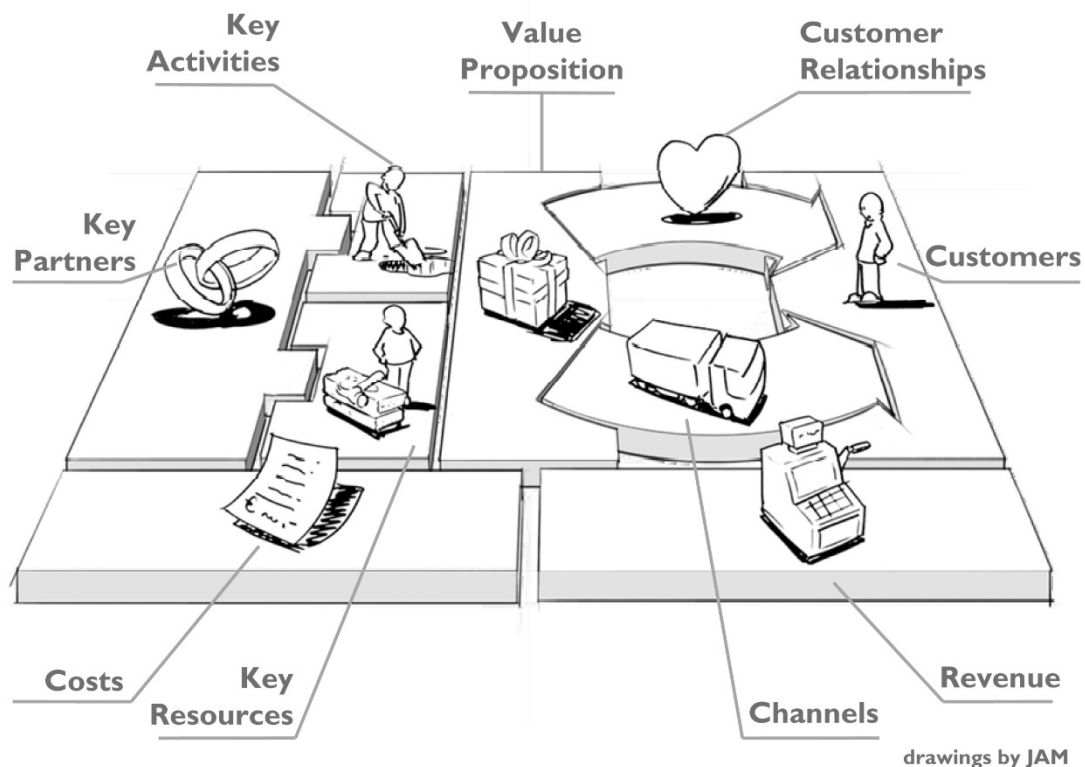 Key
Activities
Value
Proposition
Customer
Relationships
Key
Partners
Customers
Costs
Key
Resources
Channels
Revenue
drawings by JAM